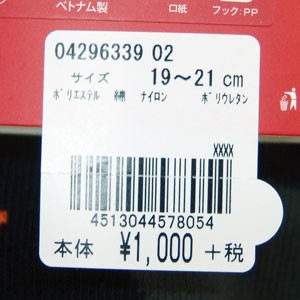 ベトナム製
口紙
フック:PP
04296339 02
サイズ 19〜21 cm
ポリエステル 綿 ナイロン ポリウレタン
XXXX
4513044578054
本体 ¥1,000 +税